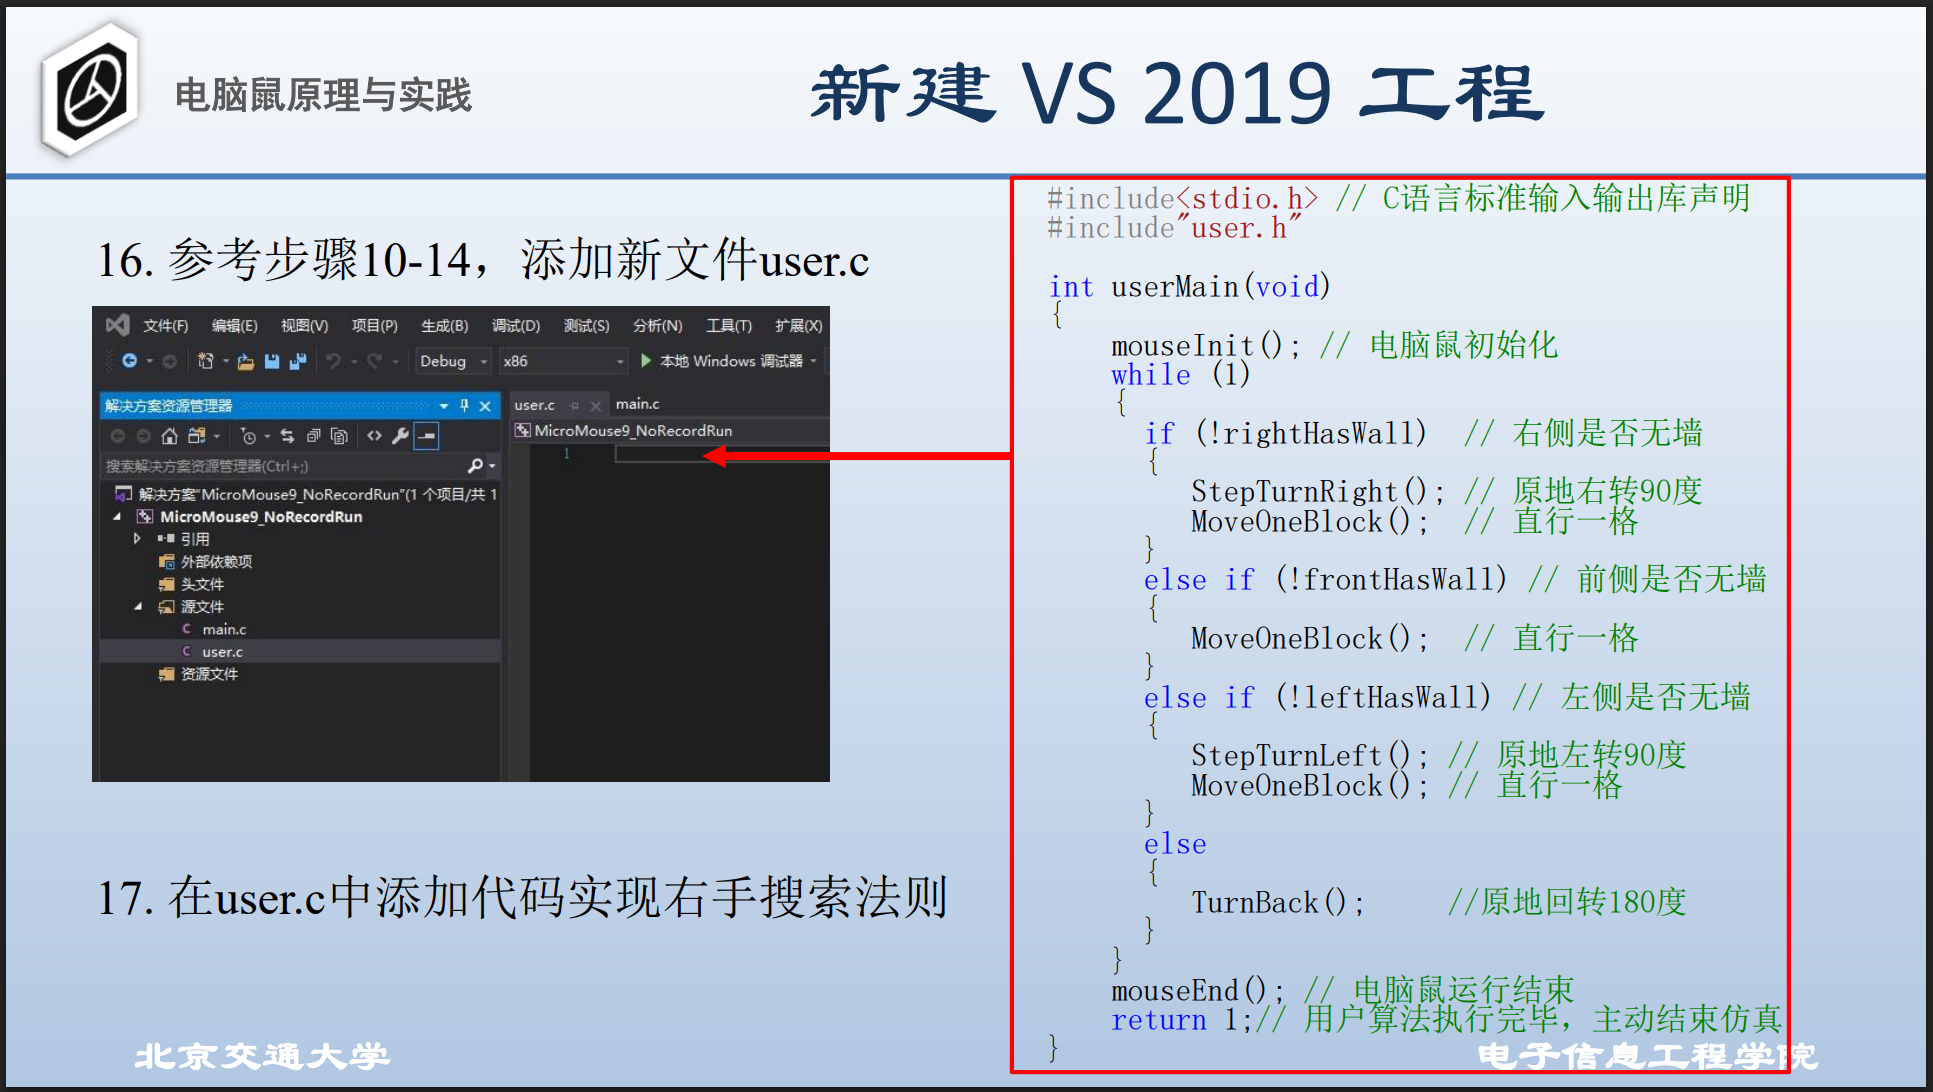 电脑鼠原理与实践
新建 VS 2019 工程
16. 参考步骤10-14，添加新文件user.c
文件(F) 编辑(E) 视图(V) 项目(P) 生成(B) 调试(D) 测试(S) 分析(N) 工具(T) 扩展(X)
Debug x86 本地 Windows 调试器
解决方案资源管理器
搜索解决方案资源管理器(Ctrl+;)
解决方案"MicroMouse9_NoRecordRun"(1 个项目/共 1
MicroMouse9_NoRecordRun
引用
外部依赖项
头文件
源文件
main.c
user.c
资源文件
user.c main.c
MicroMouse9_NoRecordRun
1
17. 在user.c中添加代码实现右手搜索法则
#include<stdio.h> // C语言标准输入输出库声明
#include"user.h"
int userMain(void)
{
mouseInit(); // 电脑鼠初始化
while (1)
{
if (!rightHasWall) // 右侧是否无墙
{
StepTurnRight(); // 原地右转90度
MoveOneBlock(); // 直行一格
}
else if (!frontHasWall) // 前侧是否无墙
{
MoveOneBlock(); // 直行一格
}
else if (!leftHasWall) // 左侧是否无墙
{
StepTurnLeft(); // 原地左转90度
MoveOneBlock(); // 直行一格
}
else
{
TurnBack(); //原地回转180度
}
}
mouseEnd(); // 电脑鼠运行结束
return 1;// 用户算法执行完毕，主动结束仿真
}
北京交通大学
电子信息工程学院